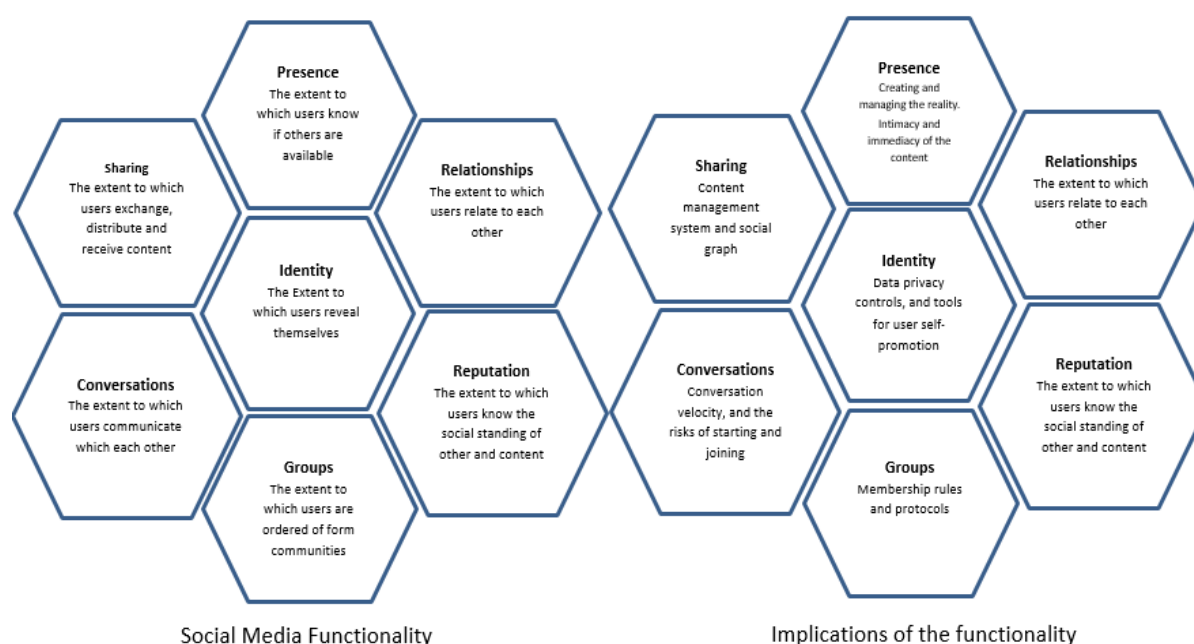 Presence
The extent to
which users know
if others are
available
Sharing
The extent to which
users exchange,
distribute and
receive content
Relationships
The extent to which
users relate to each
other
Identity
The Extent to
which users reveal
themselves
Conversations
The extent to which
users communicate
which each other
Reputation
The extent to which
users know the
social standing of
other and content
Groups
The extent to
which users are
ordered of form
communities
Social Media Functionality
Presence
Creating and
managing the reality.
Intimacy and
immediacy of the
content
Sharing
Content
management
system and social
graph
Relationships
The extent to which
users relate to each
other
Identity
Data privacy
controls, and tools
for user self-
promotion
Conversations
Conversation
velocity, and the
risks of starting and
joining
Reputation
The extent to which
users know the
social standing of
other and content
Groups
Membership rules
and protocols
Implications of the functionality